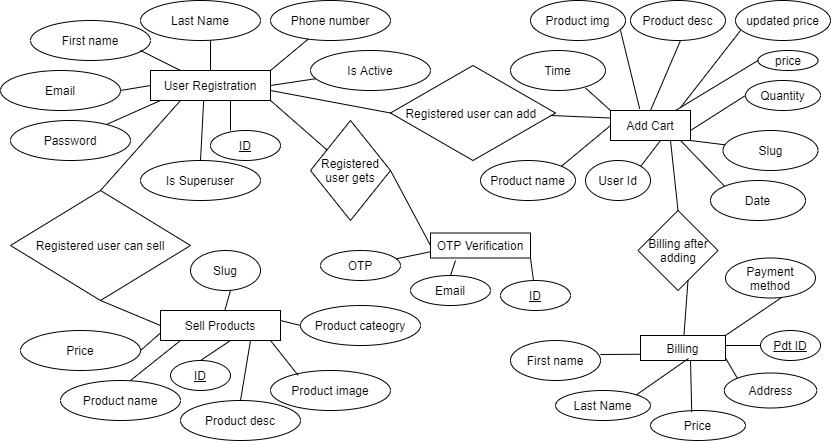 Last Name
Phone number
Product img
Product desc
updated price
First name
Is Active
Time
price
Email
User Registration
Quantity
Registered user can add
Add Cart
Password
ID
Slug
Is Superuser
Registered
user gets
Product name
User Id
Date
Registered user can sell
OTP Verification
Billing after
adding
Slug
OTP
Email
ID
Payment
method
Sell Products
Product cateogry
Price
Billing
Pdt ID
First name
ID
Product name
Product image
Address
Product desc
Last Name
Price